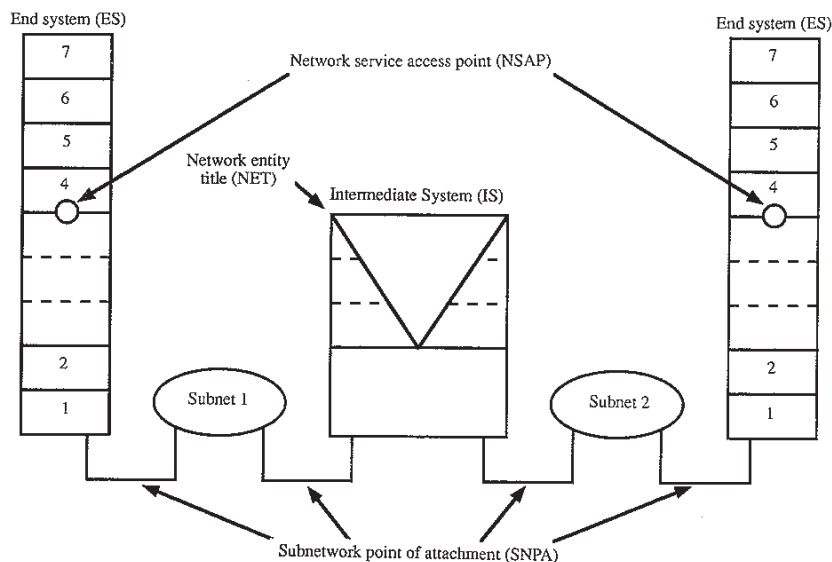 End system (ES)
7
6
5
4
2
1
Network service access point (NSAP)
Network entity
title (NET)
Intermediate System (IS)
Subnet 1
Subnet 2
End system (ES)
7
6
5
4
2
1
Subnetwork point of attachment (SNPA)